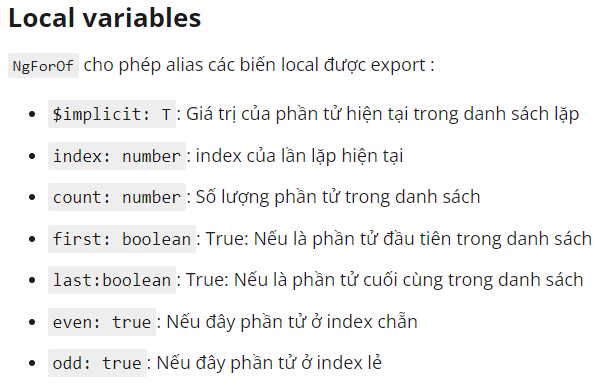 Local variables
NgForOf cho phép alias các biến local được export :
$implicit: T: Giá trị của phần tử hiện tại trong danh sách lặp
index: number: index của lần lặp hiện tại
count: number: Số lượng phần tử trong danh sách
first: boolean: True: Nếu là phần tử đầu tiên trong danh sách
last:boolean: True: Nếu là phần tử cuối cùng trong danh sách
even: true: Nếu đây phần tử ở index chẵn
odd: true: Nếu đây phần tử ở index lẻ